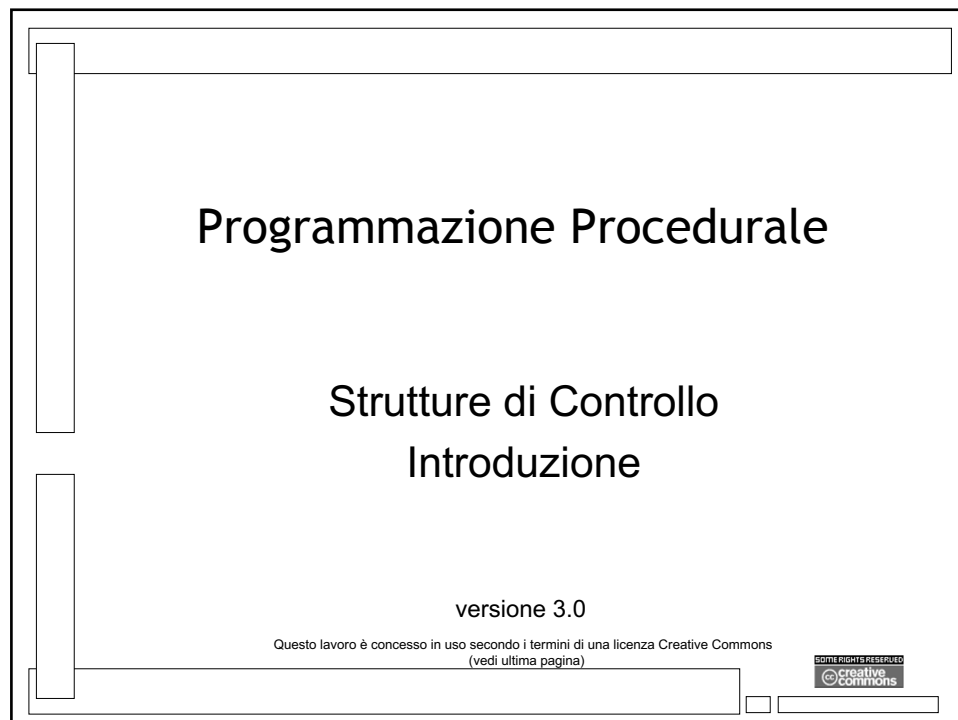 Programmazione Procedurale
Strutture di Controllo
Introduzione
versione 3.0
Questo lavoro è concesso in uso secondo i termini di una licenza Creative Commons
(vedi ultima pagina)
SOME RIGHTS RESERVED
cc creative
commons